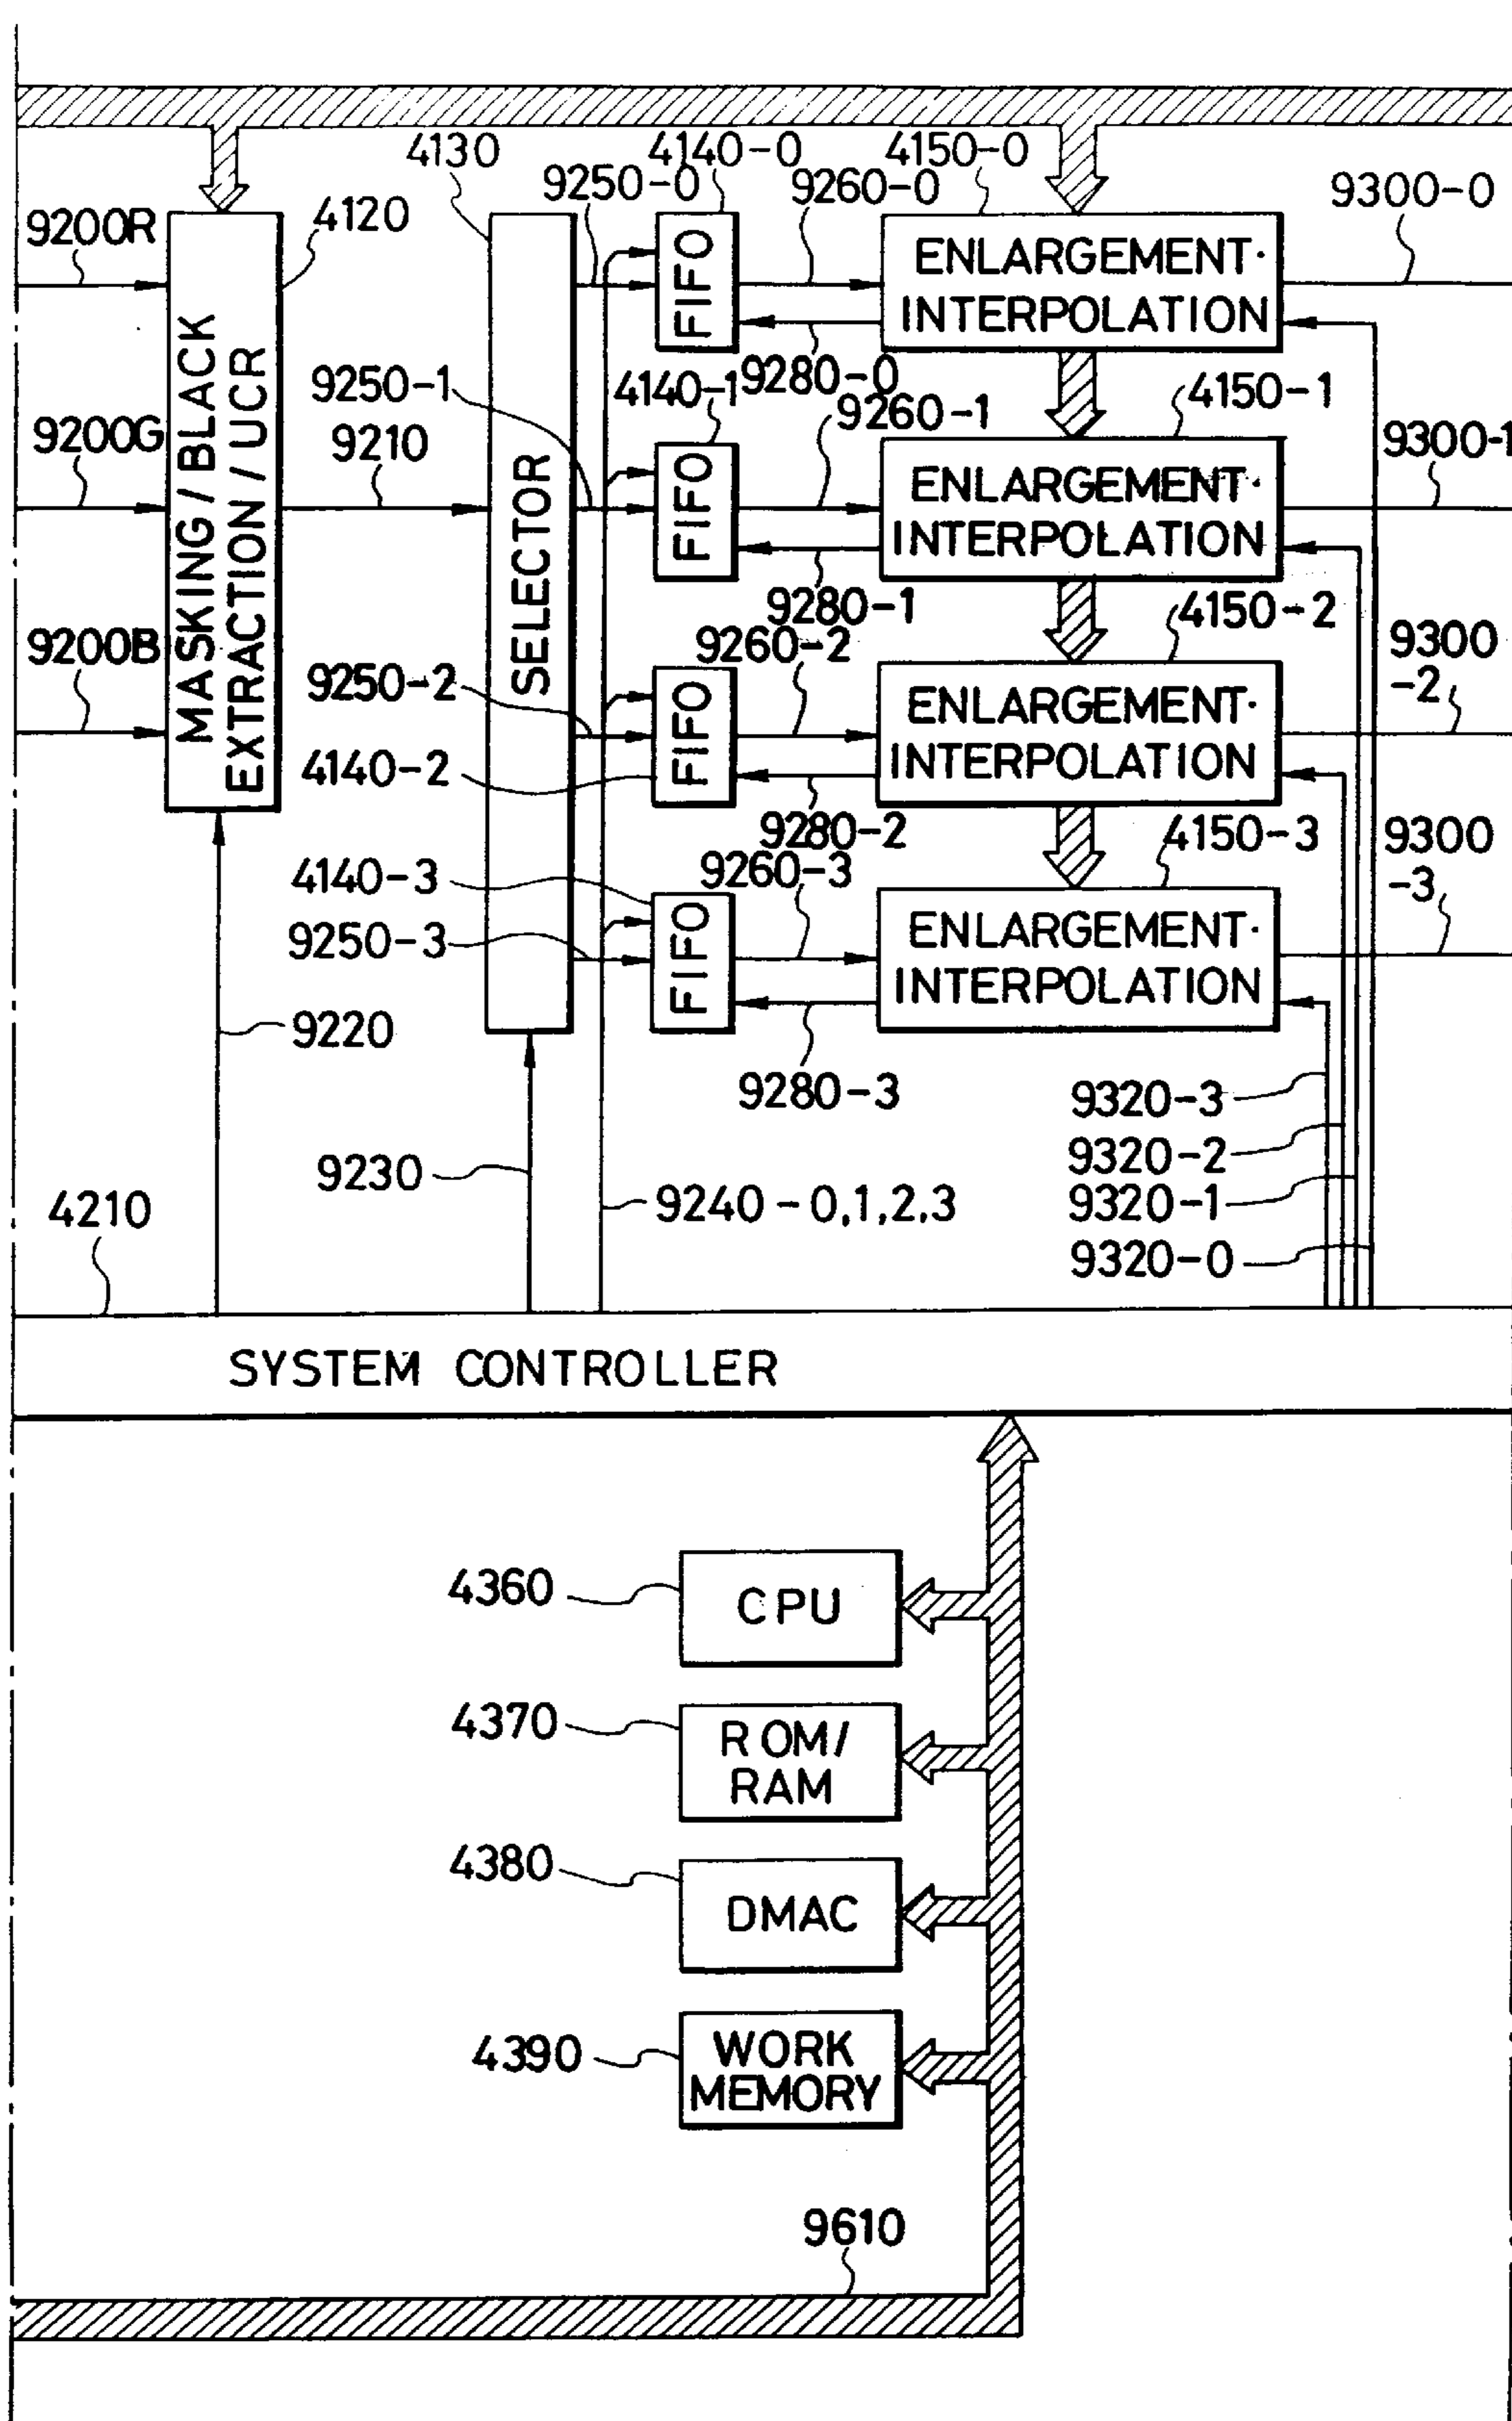 4130
4140-0
4150-0
9250-0
9260-0
9300-0
9200R
4120
ENLARGEMENT·
INTERPOLATION
FIFO
9280-0
MASKING / BLACK
EXTRACTION / UCR
SELECTOR
9250-1
4140-1
9260-1
4150-1
9200G
9210
9300-1
FIFO
ENLARGEMENT·
INTERPOLATION
9280-1
4150-2
9200B
9260-2
9300
-2
9250-2
FIFO
ENLARGEMENT·
INTERPOLATION
4140-2
9280-2
4150-3
9300
-3
4140-3
9260-3
9250-3
FIFO
ENLARGEMENT·
INTERPOLATION
9220
9280-3
9320-3
9230
9320-2
4210
9240-0,1,2,3
9320-1
9320-0
SYSTEM CONTROLLER
4360
CPU
4370
ROM/
RAM
4380
DMAC
4390
WORK
MEMORY
9610